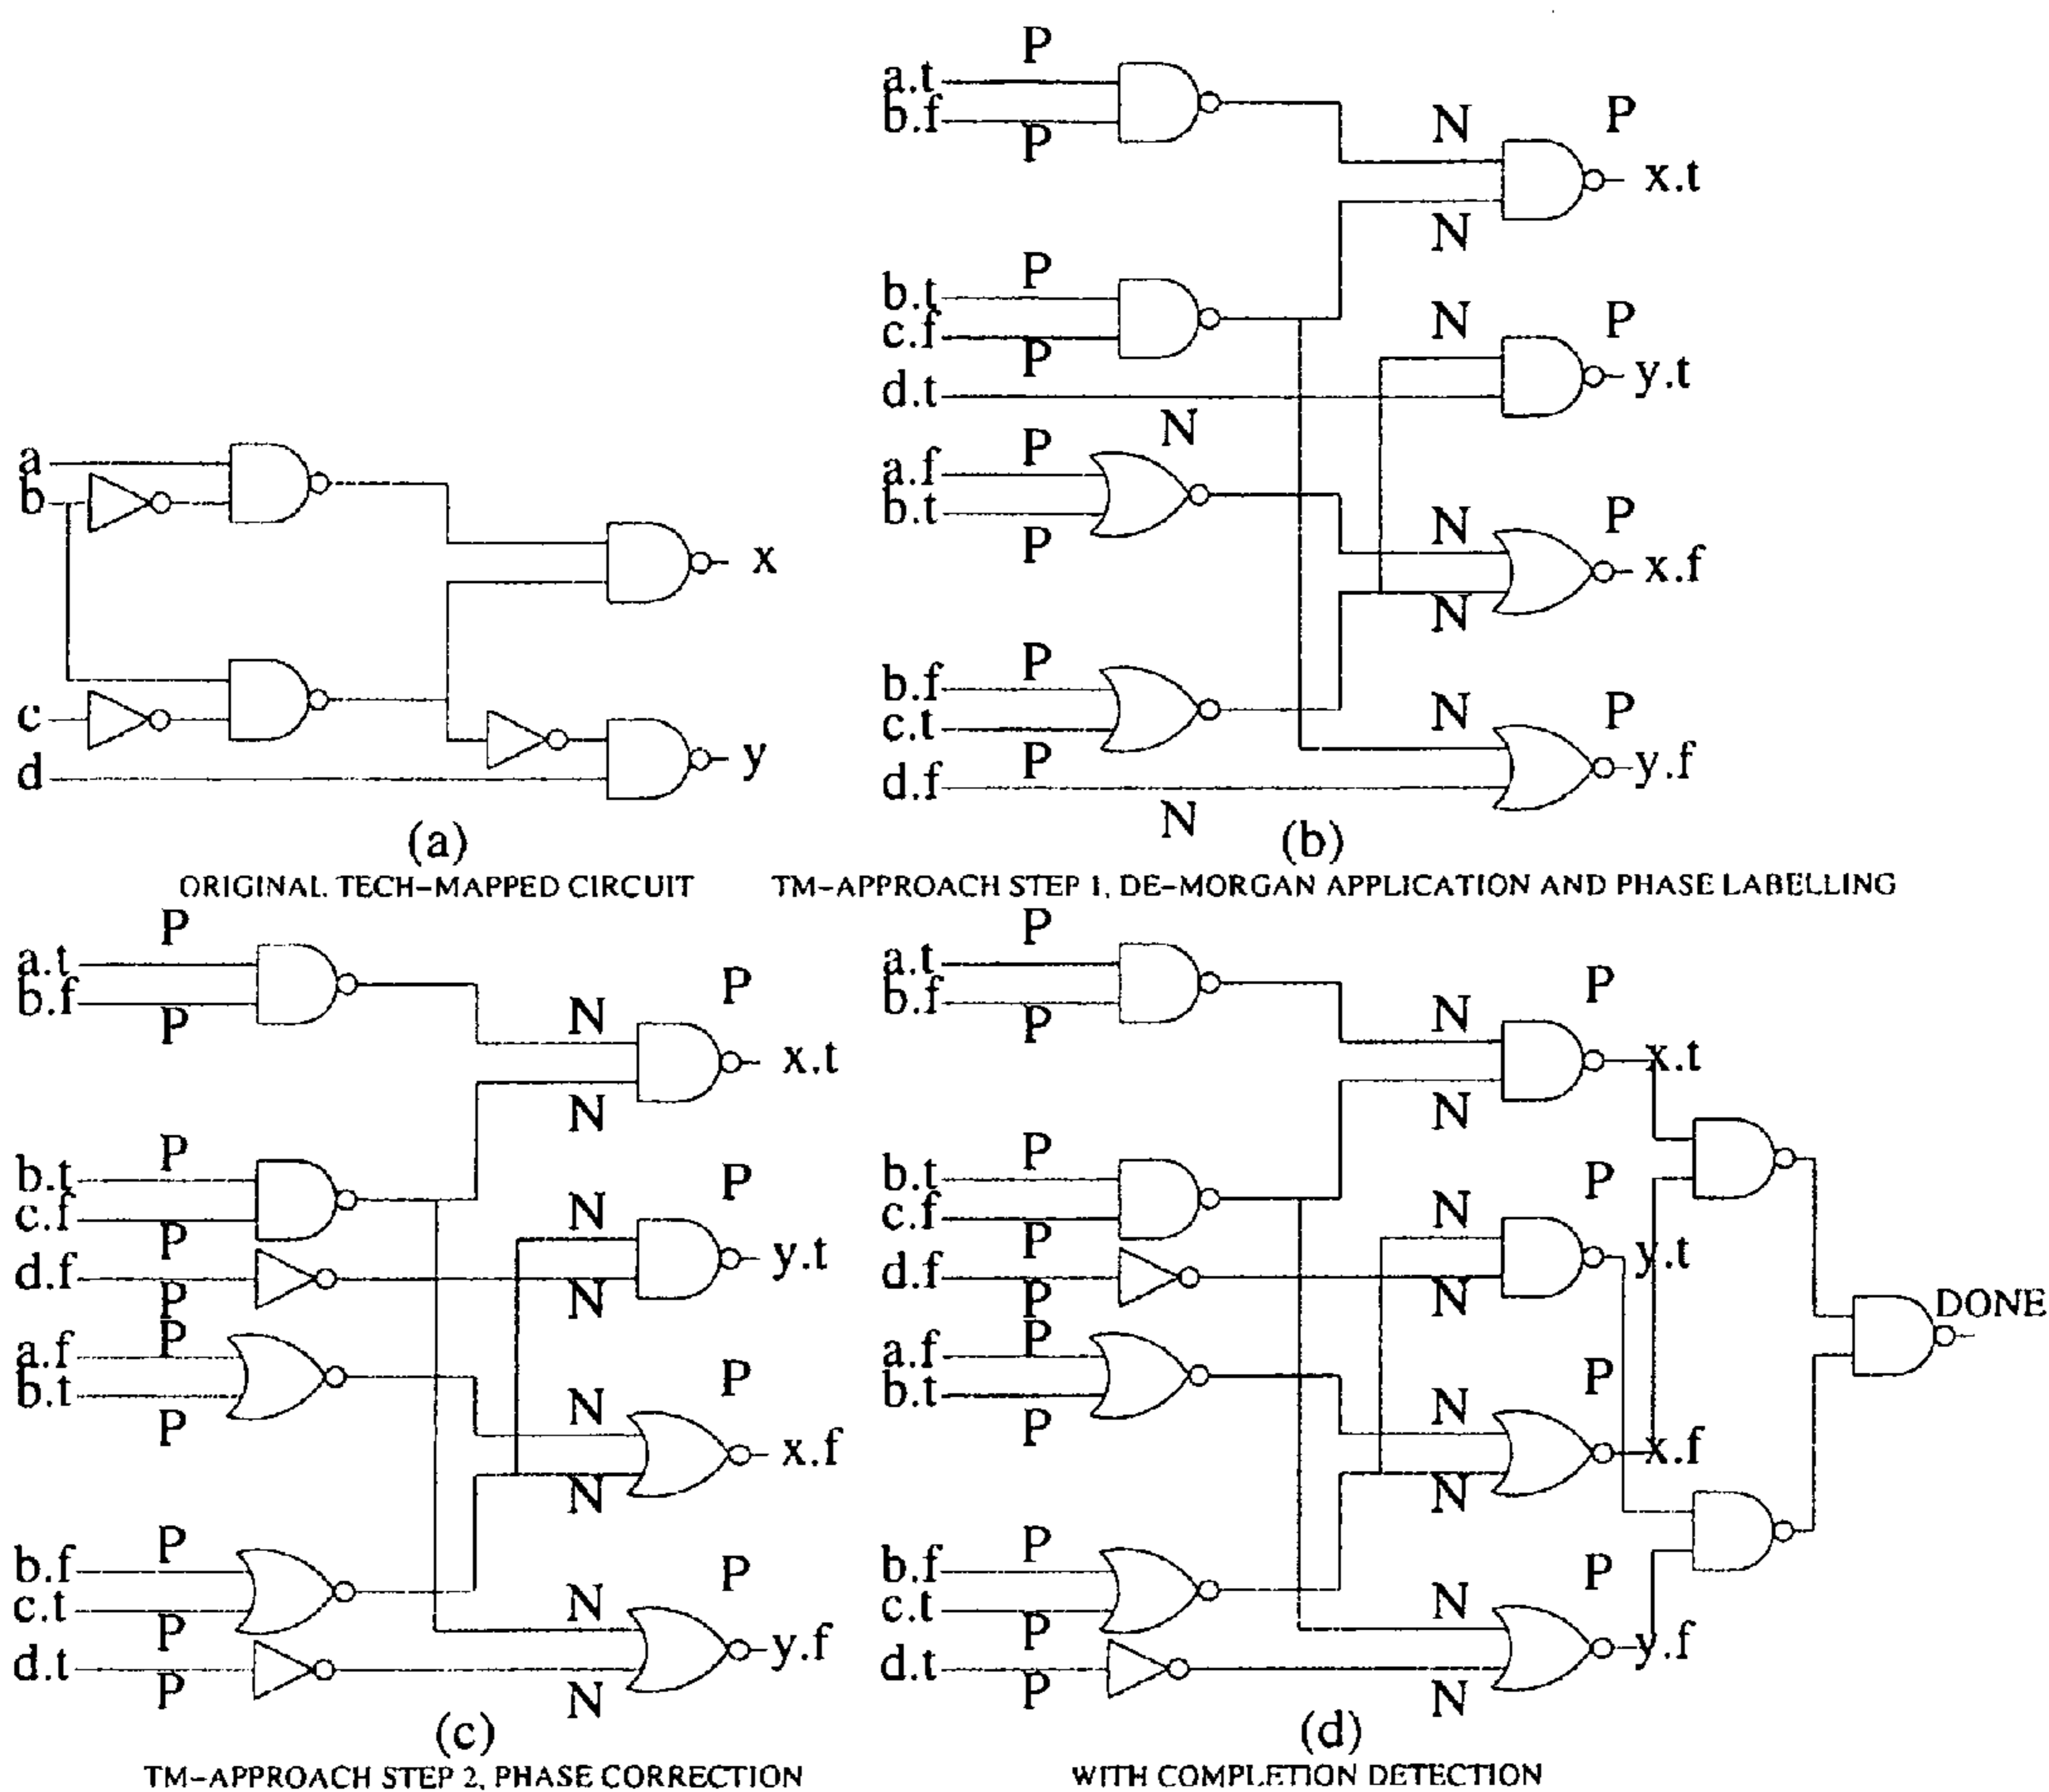 a
b
c
d
x
y
(a)
ORIGINAL TECH-MAPPED CIRCUIT
P
a.t
b.f
P
N
P
x.t
N
P
b.t
c.f
P
N
P
y.t
d.t
N
P
a.f
b.t
P
N
P
x.f
N
P
b.f
c.t
P
N
P
y.f
d.f
N
(b)
TM-APPROACH STEP 1, DE-MORGAN APPLICATION AND PHASE LABELLING
P
a.t
b.f
P
N
P
x.t
N
P
b.t
c.f
P
N
P
y.t
d.f
P
N
P
a.f
b.t
P
N
P
x.f
N
P
b.f
c.t
P
N
P
y.f
d.t
P
N
(c)
TM-APPROACH STEP 2, PHASE CORRECTION
P
a.t
b.f
P
N
P
x.t
N
P
b.t
c.f
P
N
P
y.t
d.f
P
N
DONE
P
a.f
b.t
P
N
P
x.f
N
P
b.f
c.t
P
N
P
y.f
d.t
P
N
(d)
WITH COMPLETION DETECTION